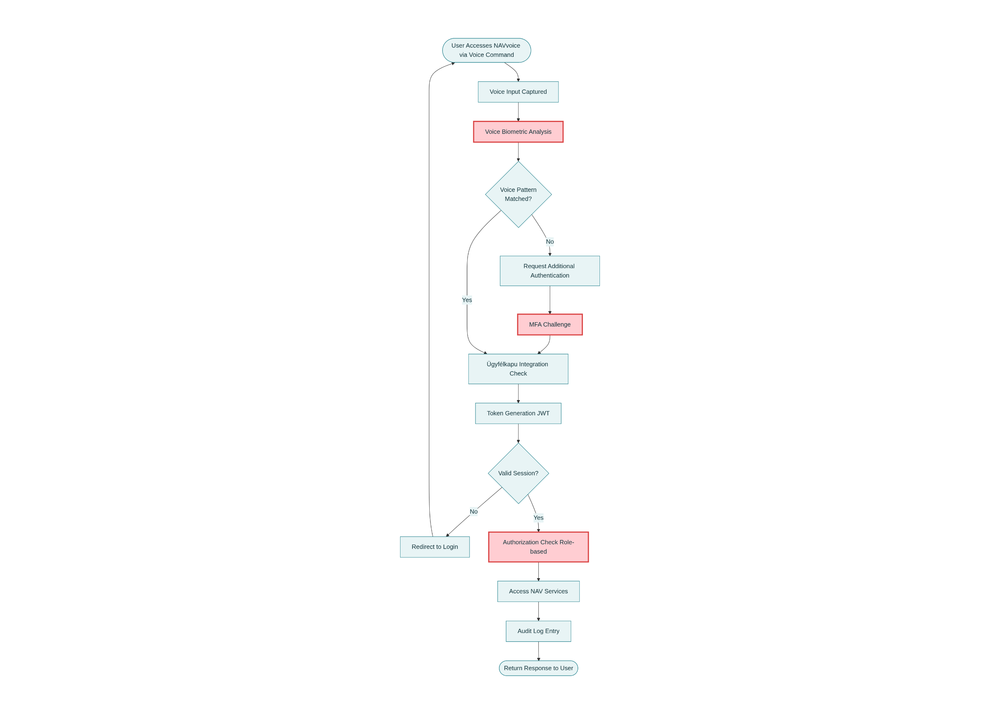 User Accesses NAVvoice
via Voice Command
Voice Input Captured
Voice Biometric Analysis
Voice Pattern
Matched?
No
Request Additional
Authentication
Yes
MFA Challenge
Ügyfélkapu Integration
Check
Token Generation JWT
Valid Session?
No
Yes
Redirect to Login
Authorization Check Role-
based
Access NAV Services
Audit Log Entry
Return Response to User